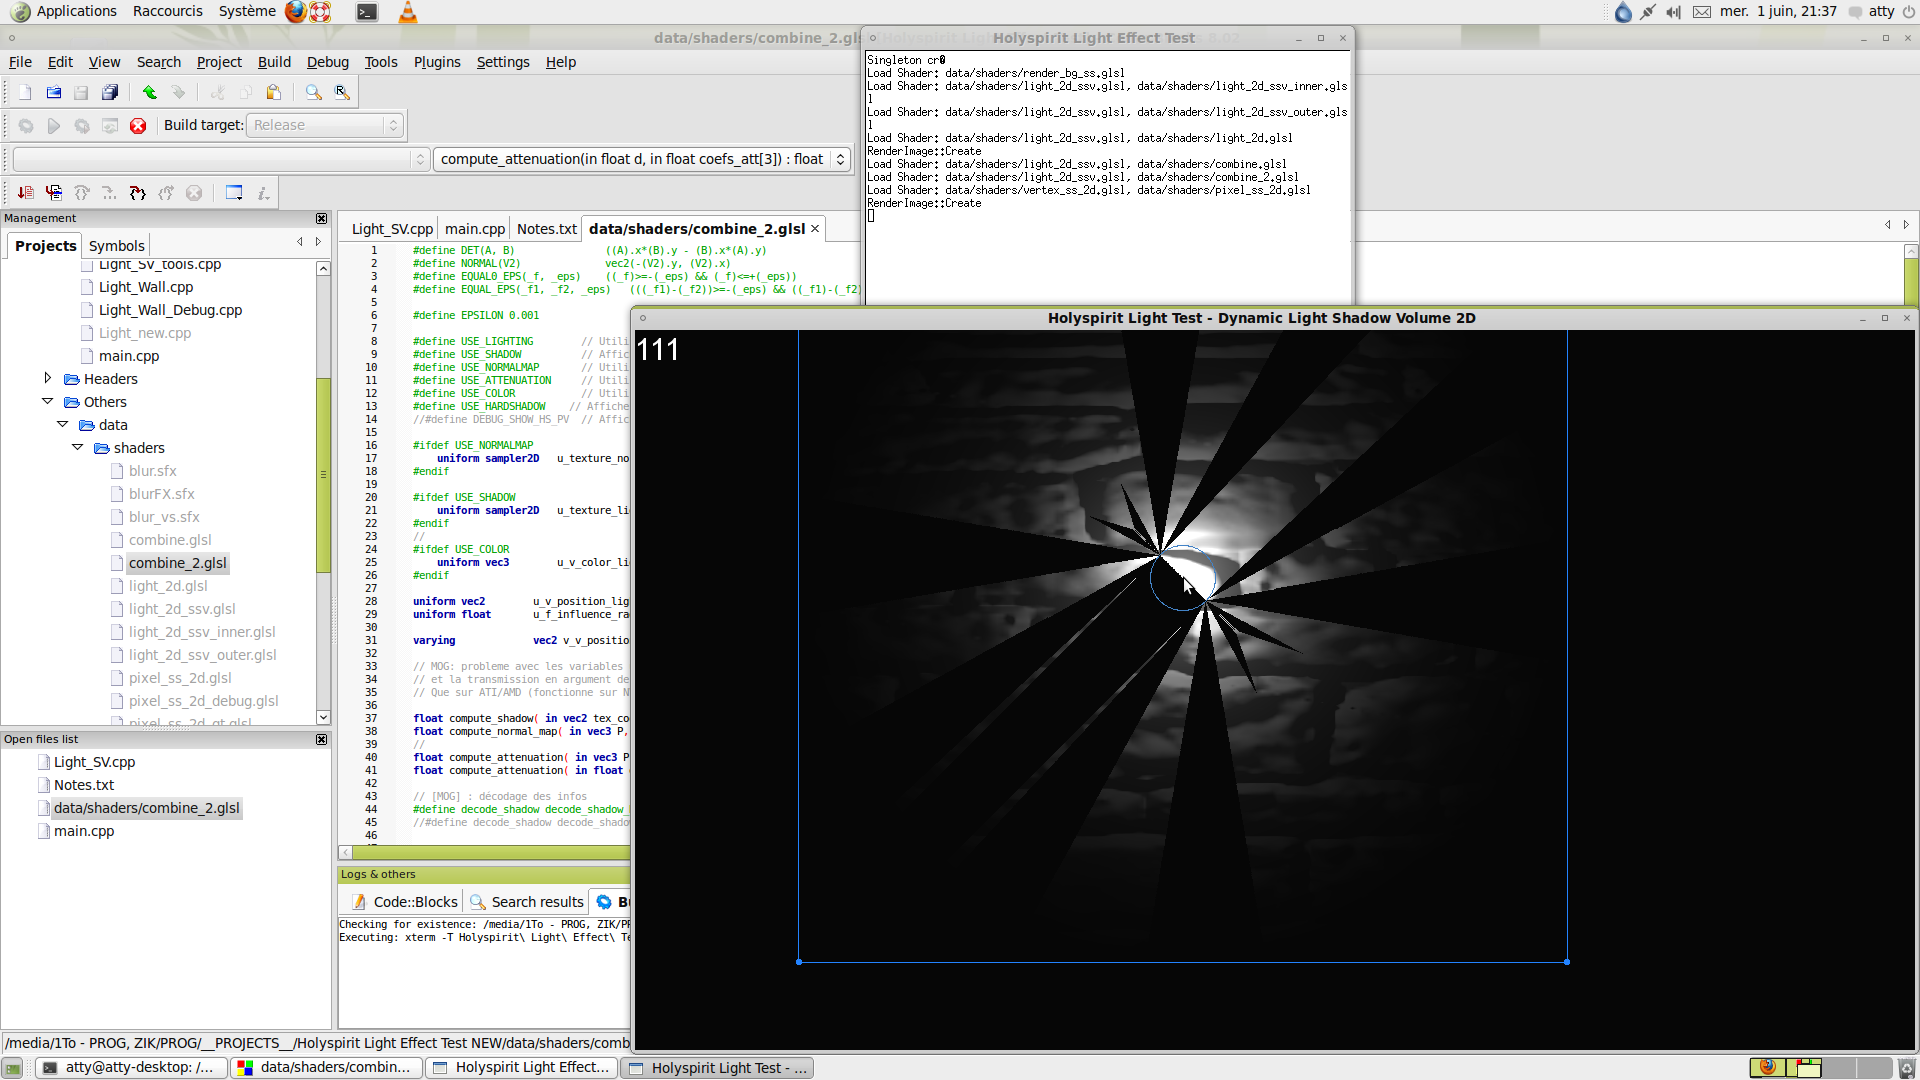 Applications Raccourcis Système mer. 1 juin, 21:37 atty
data/shaders/combine_2.gl
Holyspirit Light Effect Test
File Edit View Search Project Build Debug Tools Plugins Settings Help
Build target: Release
compute_attenuation(in float d, in float coefs_att[3]) : float
Singleton cr
Load Shader: data/shaders/render_bg_ss.glsl
Load Shader: data/shaders/light_2d_ssv.glsl, data/shaders/light_2d_ssv_inner.gls
l
Load Shader: data/shaders/light_2d_ssv.glsl, data/shaders/light_2d_ssv_outer.gls
l
Load Shader: data/shaders/light_2d_ssv.glsl, data/shaders/light_2d.glsl
RenderImage::Create
Load Shader: data/shaders/light_2d_ssv.glsl, data/shaders/combine.glsl
Load Shader: data/shaders/light_2d_ssv.glsl, data/shaders/combine_2.glsl
Load Shader: data/shaders/vertex_ss_2d.glsl, data/shaders/pixel_ss_2d.glsl
RenderImage::Create
Management
Projects Symbols
Light_SV_tools.cpp
Light_Wall.cpp
Light_Wall_Debug.cpp
Light_new.cpp
main.cpp
Headers
Others
data
shaders
blur.sfx
blurFX.sfx
blur_vs.sfx
combine.glsl
combine_2.glsl
light_2d.glsl
light_2d_ssv.glsl
light_2d_ssv_inner.glsl
light_2d_ssv_outer.glsl
pixel_ss_2d.glsl
pixel_ss_2d_debug.glsl
pixel_ss_2d_gt.glsl
Open files list
Light_SV.cpp
Notes.txt
data/shaders/combine_2.glsl
main.cpp
Light_SV.cpp main.cpp Notes.txt data/shaders/combine_2.glsl
1 #define DET(A, B) ((A).x*(B).y - (B).x*(A).y)
2 #define NORMAL(V2) vec2(-(V2).y, (V2).x)
3 #define EQUAL0_EPS(_f, _eps) ((_f)>=-(_eps) && (_f)<=+(_eps))
4 #define EQUAL_EPS(_f1, _f2, _eps) (((_f1)-(_f2))>=-(_eps) && ((_f1)-(_f2)
5
6 #define EPSILON 0.001
7
8 #define USE_LIGHTING // Utili
9 #define USE_SHADOW // Affic
10 #define USE_NORMALMAP // Utili
11 #define USE_ATTENUATION // Utili
12 #define USE_COLOR // Utili
13 #define USE_HARDSHADOW // Affiche
14 //#define DEBUG_SHOW_HS_PV // Affic
15
16 #ifdef USE_NORMALMAP
17 uniform sampler2D u_texture_no
18 #endif
19
20 #ifdef USE_SHADOW
21 uniform sampler2D u_texture_li
22 #endif
23 //
24 #ifdef USE_COLOR
25 uniform vec3 u_v_color_li
26 #endif
27
28 uniform vec2 u_v_position_lig
29 uniform float u_f_influence_ra
30
31 varying vec2 v_v_positio
32
33 // MOG: probleme avec les variables
34 // et la transmission en argument de
35 // Que sur ATI/AMD (fonctionne sur N
36
37 float compute_shadow( in vec2 tex_co
38 float compute_normal_map( in vec3 P,
39 //
40 float compute_attenuation( in vec3 P
41 float compute_attenuation( in float
42
43 // [MOG] : décodage des infos
44 #define decode_shadow decode_shadow_
45 //#define decode_shadow decode_shado
46
Holyspirit Light Test - Dynamic Light Shadow Volume 2D
111
Logs & others
Code::Blocks Search results B
Checking for existence: /media/1To - PROG, ZIK/PR
Executing: xterm -T Holyspirit\ Light\ Effect\ Te
/media/1To - PROG, ZIK/PROG/__PROJECTS__/Holyspirit Light Effect Test NEW/data/shaders/comb
atty@atty-desktop: /... data/shaders/combin... Holyspirit Light Effect... Holyspirit Light Test - ...